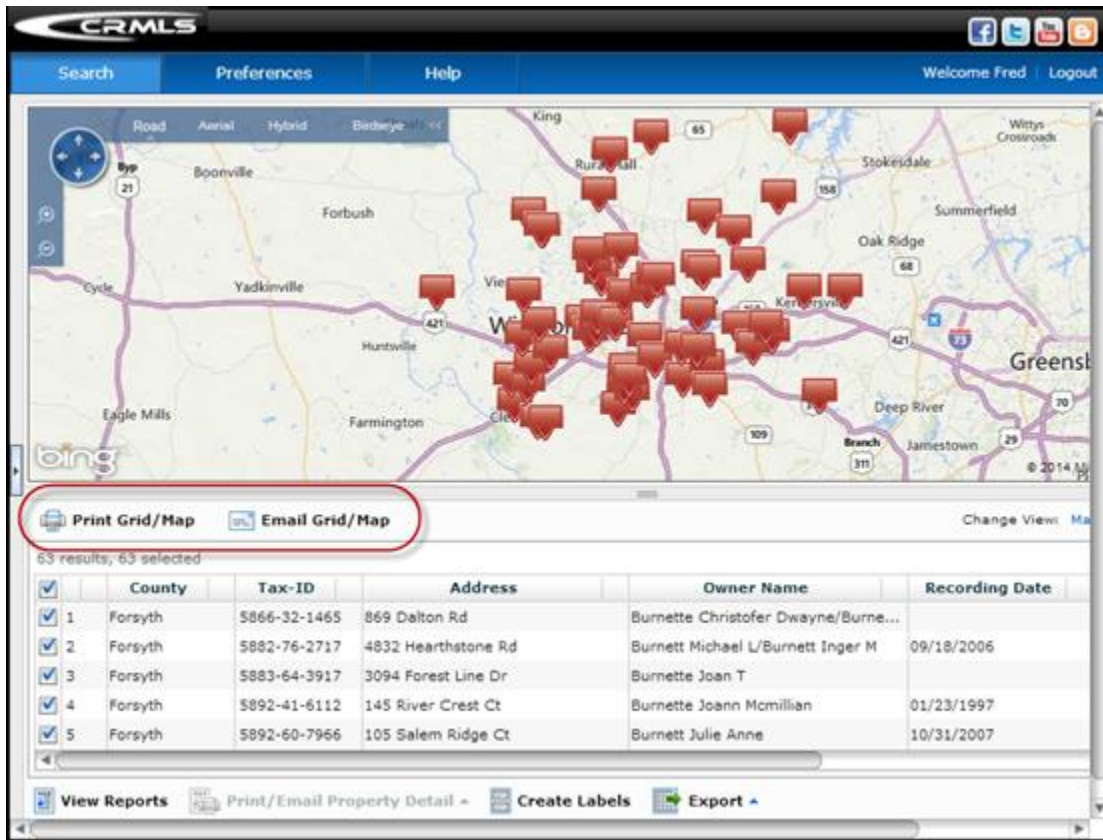 CRMLS
Search Preferences Help Welcome Fred Logout
Road Aerial Hybrid Birdseye <<
King
65
Wittys Crossroads
Byp
21
Boonville
Stokesdale
158
Forbush
Summerfield
Oak Ridge
68
Cycle
Yadkinville
421
Huntsville
421
73
Eagle Mills
Farmington
Deep River
70
109
Branch
Jamestown
29
311
bing
© 2014
Print Grid/Map Email Grid/Map Change View:
63 results, 63 selected
County Tax-ID Address Owner Name Recording Date
1 Forsyth 5866-32-1465 869 Dalton Rd Burnette Christofer Dwayne/Burne...
2 Forsyth 5882-76-2717 4832 Hearthstone Rd Burnett Michael L/Burnett Inger M 09/18/2006
3 Forsyth 5883-64-3917 3094 Forest Line Dr Burnette Joan T
4 Forsyth 5892-41-6112 145 River Crest Ct Burnette Joann Mcmillian 01/23/1997
5 Forsyth 5892-60-7966 105 Salem Ridge Ct Burnett Julie Anne 10/31/2007
View Reports Print/Email Property Detail Create Labels Export